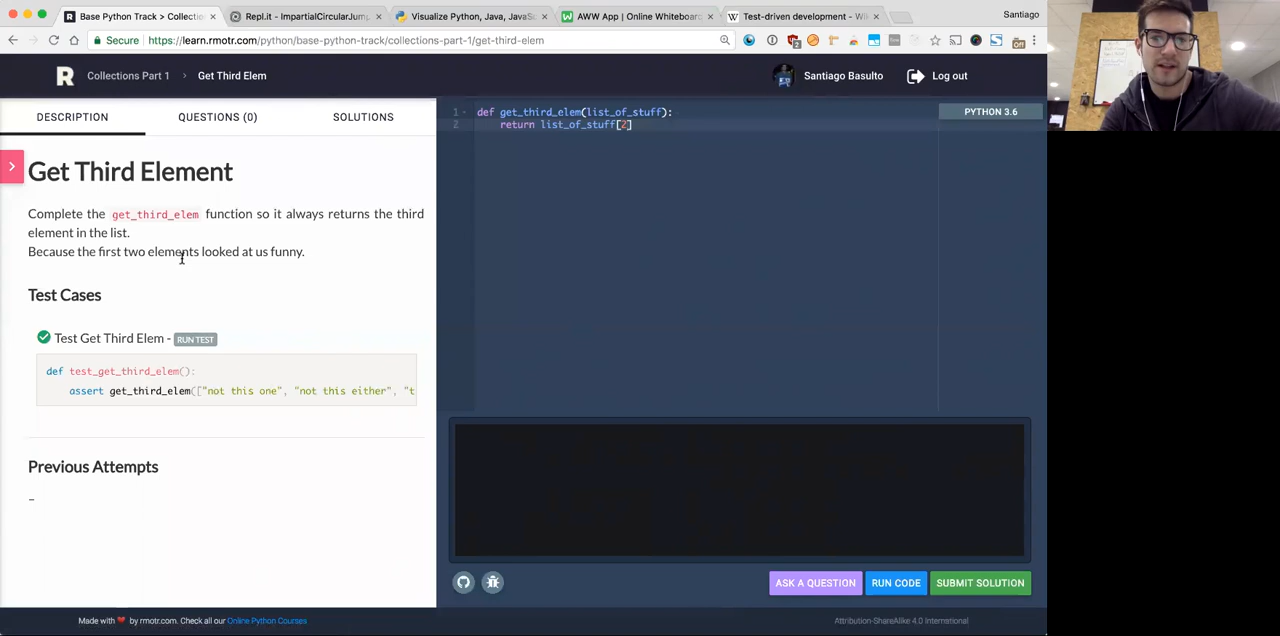 Base Python Track > Collectio
Repl.it - ImpartialCircularJump
Visualize Python, Java, JavaSc
AWW App | Online Whiteboar
Test-driven development - Wik
Santiago
Secure
https://learn.rmotr.com/python/base-python-track/collections-part-1/get-third-elem
R
Collections Part 1
Get Third Elem
Santiago Basulto
Log out
DESCRIPTION
QUESTIONS (0)
SOLUTIONS
Get Third Element
Complete the get_third_elem function so it always returns the third
element in the list.
Because the first two elements looked at us funny.
Test Cases
Test Get Third Elem - RUN TEST
def test_get_third_elem():
assert get_third_elem(["not this one", "not this either", "t
Previous Attempts
–
1 def get_third_elem(list_of_stuff):
2 return list_of_stuff[2]
PYTHON 3.6
ASK A QUESTION
RUN CODE
SUBMIT SOLUTION
Made with ❤ by rmotr.com. Check all our Online Python Courses
Attribution-ShareAlike 4.0 International